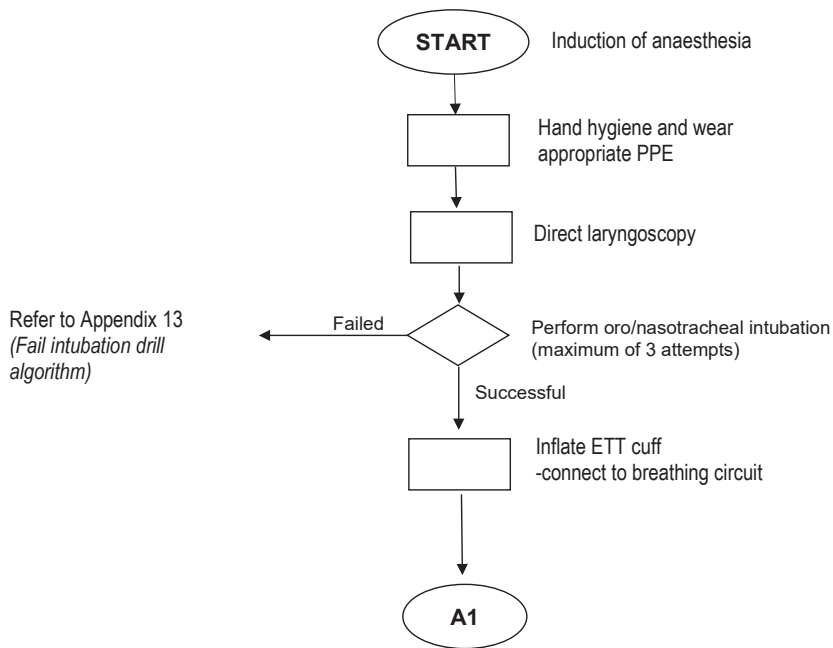 START
Induction of anaesthesia
Hand hygiene and wear
appropriate PPE
Direct laryngoscopy
Refer to Appendix 13
(Fail intubation drill
algorithm)
Failed
Perform oro/nasotracheal intubation
(maximum of 3 attempts)
Successful
Inflate ETT cuff
-connect to breathing circuit
A1